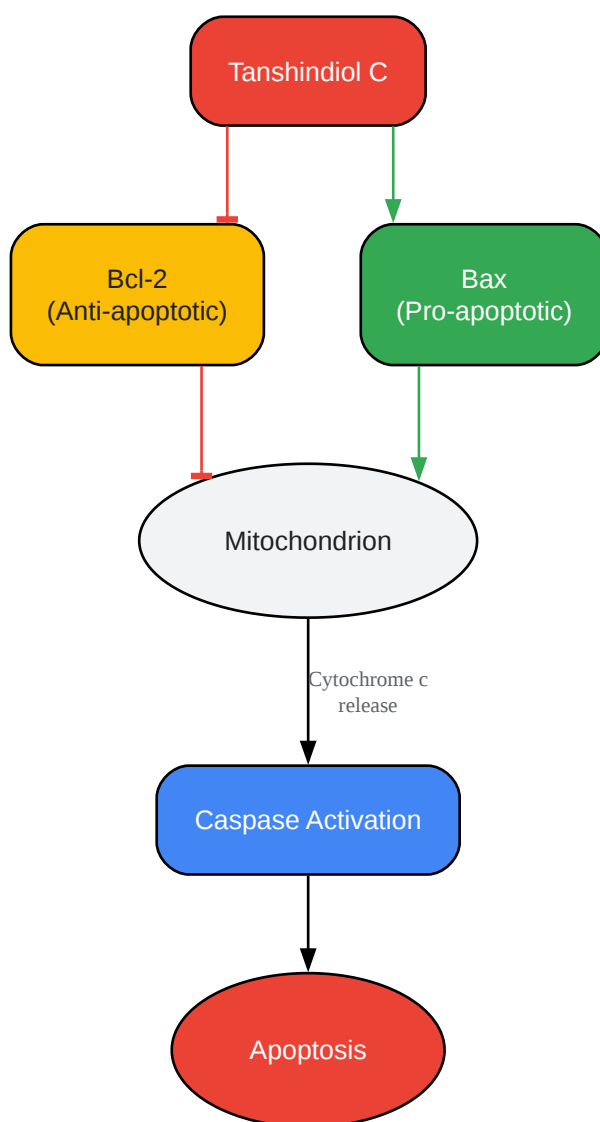 Tanshindiol C
Bcl-2
(Anti-apoptotic)
Bax
(Pro-apoptotic)
Mitochondrion
Cytochrome c
release
Caspase Activation
Apoptosis